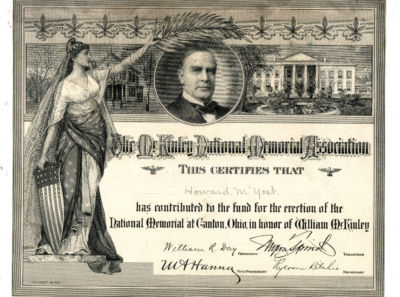 The McKinley National Memorial Association
THIS CERTIFIES THAT
Howard M Yost
has contributed to the fund for the erection of the
National Memorial at Canton, Ohio, in honor of William McKinley
William R Day PRESIDENT
TREASURER
M A Hanna VICE-PRESIDENT Ryerson Ritchie SECRETARY